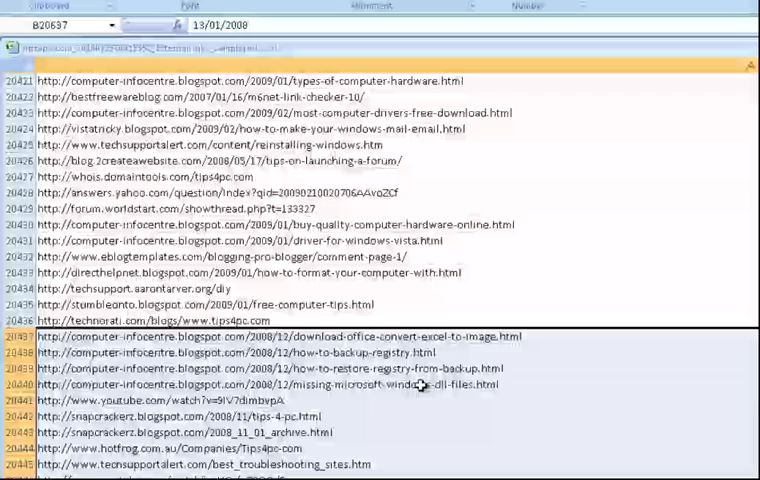 Clipboard
Font
Alignment
Number
B20637
13/01/2008
A
20421 http://computer-infocentre.blogspot.com/2009/01/types-of-computer-hardware.html
20422 http://bestfreewareblog.com/2007/01/16/m6net-link-checker-10/
20423 http://computer-infocentre.blogspot.com/2009/02/most-computer-drivers-free-download.html
20424 http://vistatricky.blogspot.com/2009/02/how-to-make-your-windows-mail-email.html
20425 http://www.techsupportalert.com/content/reinstalling-windows.htm
20426 http://blog.2createawebsite.com/2008/05/17/tips-on-launching-a-forum/
20427 http://whois.domaintools.com/tips4pc.com
20428 http://answers.yahoo.com/question/index?qid=20090210020706AAvoZCf
20429 http://forum.worldstart.com/showthread.php?t=133327
20430 http://computer-infocentre.blogspot.com/2009/01/buy-quality-computer-hardware-online.html
20431 http://computer-infocentre.blogspot.com/2009/01/driver-for-windows-vista.html
20432 http://www.eblogtemplates.com/blogging-pro-blogger/comment-page-1/
20433 http://directhelpnet.blogspot.com/2009/01/how-to-format-your-computer-with.html
20434 http://techsupport.aarontarver.org/diy
20435 http://stumbleonto.blogspot.com/2009/01/free-computer-tips.html
20436 http://technorati.com/blogs/www.tips4pc.com
20437 http://computer-infocentre.blogspot.com/2008/12/download-office-convert-excel-to-image.html
20438 http://computer-infocentre.blogspot.com/2008/12/how-to-backup-registry.html
20439 http://computer-infocentre.blogspot.com/2008/12/how-to-restore-registry-from-backup.html
20440 http://computer-infocentre.blogspot.com/2008/12/missing-microsoft-windows-dll-files.html
20441 http://www.youtube.com/watch?v=9IV7dimbvpA
20442 http://snapcrackerz.blogspot.com/2008/11/tips-4-pc.html
20443 http://snapcrackerz.blogspot.com/2008_11_01_archive.html
20444 http://www.hotfrog.com.au/Companies/Tips4pc-com
20445 http://www.techsupportalert.com/best_troubleshooting_sites.htm